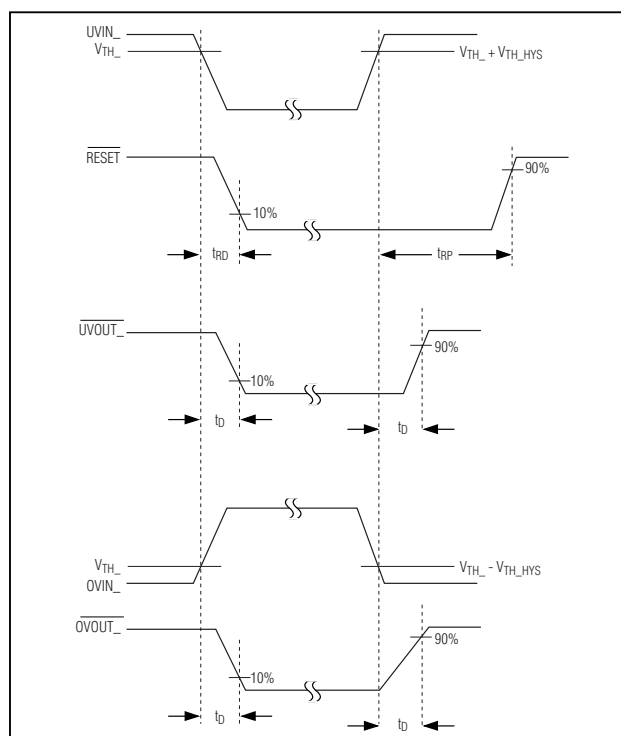 UVIN_
VTH_
VTH_ + VTH_HYS
RESET
90%
10%
tRD
tRP
UVOUT_
90%
10%
tD
tD
VTH_
VTH_ - VTH_HYS
OVIN_
OVOUT_
90%
10%
tD
tD